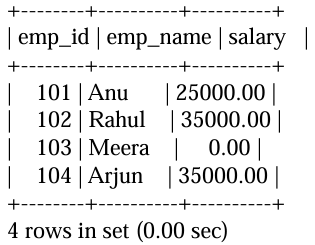 +--------+----------+----------+
| emp_id | emp_name | salary   |
+--------+----------+----------+
|    101 | Anu      | 25000.00 |
|    102 | Rahul    | 35000.00 |
|    103 | Meera    |     0.00 |
|    104 | Arjun    | 35000.00 |
+--------+----------+----------+
4 rows in set (0.00 sec)